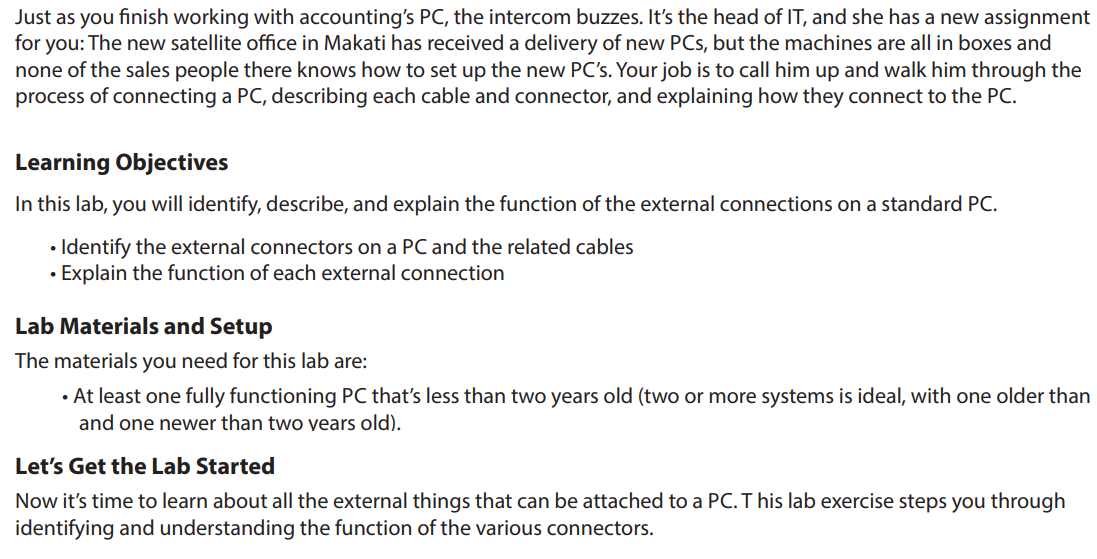 Just as you finish working with accounting's PC, the intercom buzzes. It's the head of IT, and she has a new assignment
for you: The new satellite office in Makati has received a delivery of new PCs, but the machines are all in boxes and
none of the sales people there knows how to set up the new PC's. Your job is to call him up and walk him through the
process of connecting a PC, describing each cable and connector, and explaining how they connect to the PC.
Learning Objectives
In this lab, you will identify, describe, and explain the function of the external connections on a standard PC.
• Identify the external connectors on a PC and the related cables
• Explain the function of each external connection
Lab Materials and Setup
The materials you need for this lab are:
• At least one fully functioning PC that's less than two years old (two or more systems is ideal, with one older than
and one newer than two years old).
Let's Get the Lab Started
Now it's time to learn about all the external things that can be attached to a PC. T his lab exercise steps you through
identifying and understanding the function of the various connectors.